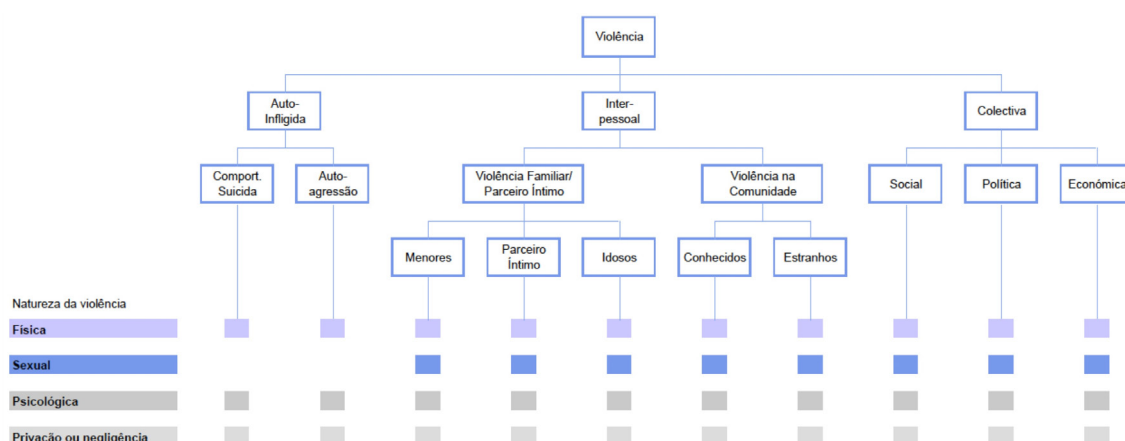 Violência
Auto-
Infligida
Inter-
pessoal
Colectiva
Comport.
Suicida
Auto-
agressão
Violência Familiar/
Parceiro Íntimo
Violência na
Comunidade
Social
Política
Económica
Menores
Parceiro
Íntimo
Idosos
Conhecidos
Estranhos
Natureza da violência
Física
Sexual
Psicológica
Privação ou negligência